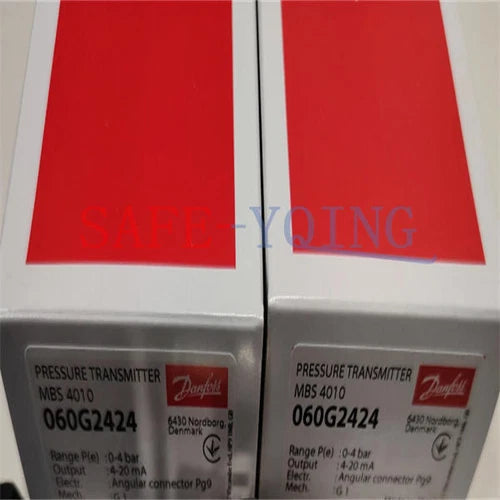 SAFE-YQING
PRESSURE TRANSMITTER
MBS 4010
060G2424
Danfoss
6430 Nordborg,
Denmark
Range P(e) :0-4 bar
Output :4-20 mA
Electr. :Angular connector Pg9
Mech. :G 1
PRESSURE TRANSMITTER
MBS 4010
060G2424
Danfoss
6430 Nordborg,
Denmark
Range P(e) :0-4 bar
Output :4-20 mA
Electr. :Angular connector Pg9
Mech. :G 1